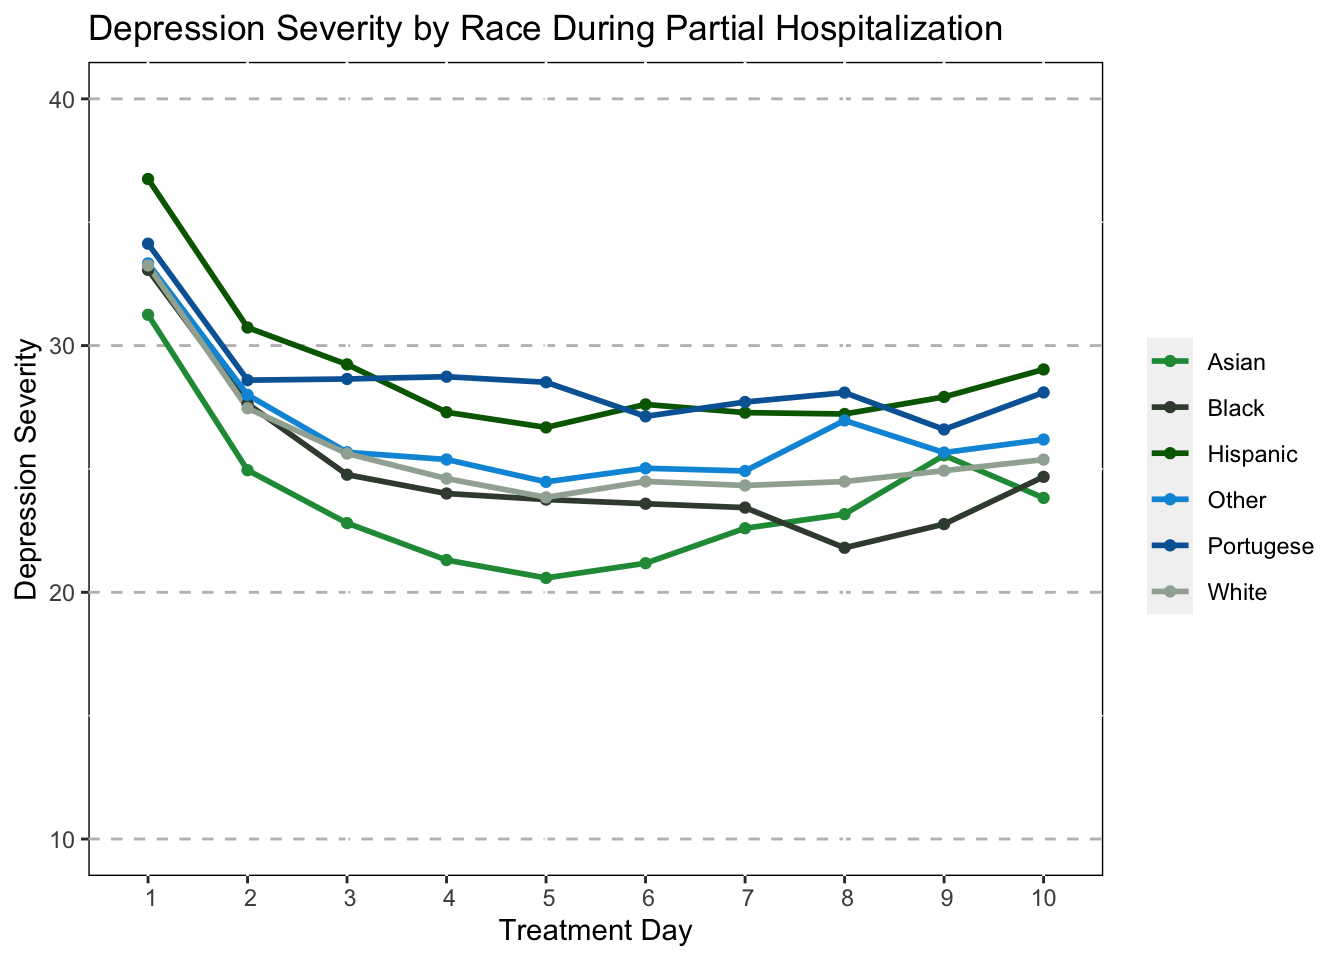 Depression Severity by Race During Partial Hospitalization
Depression Severity
40
30
20
10
1 2 3 4 5 6 7 8 9 10
Treatment Day
Asian
Black
Hispanic
Other
Portugese
White